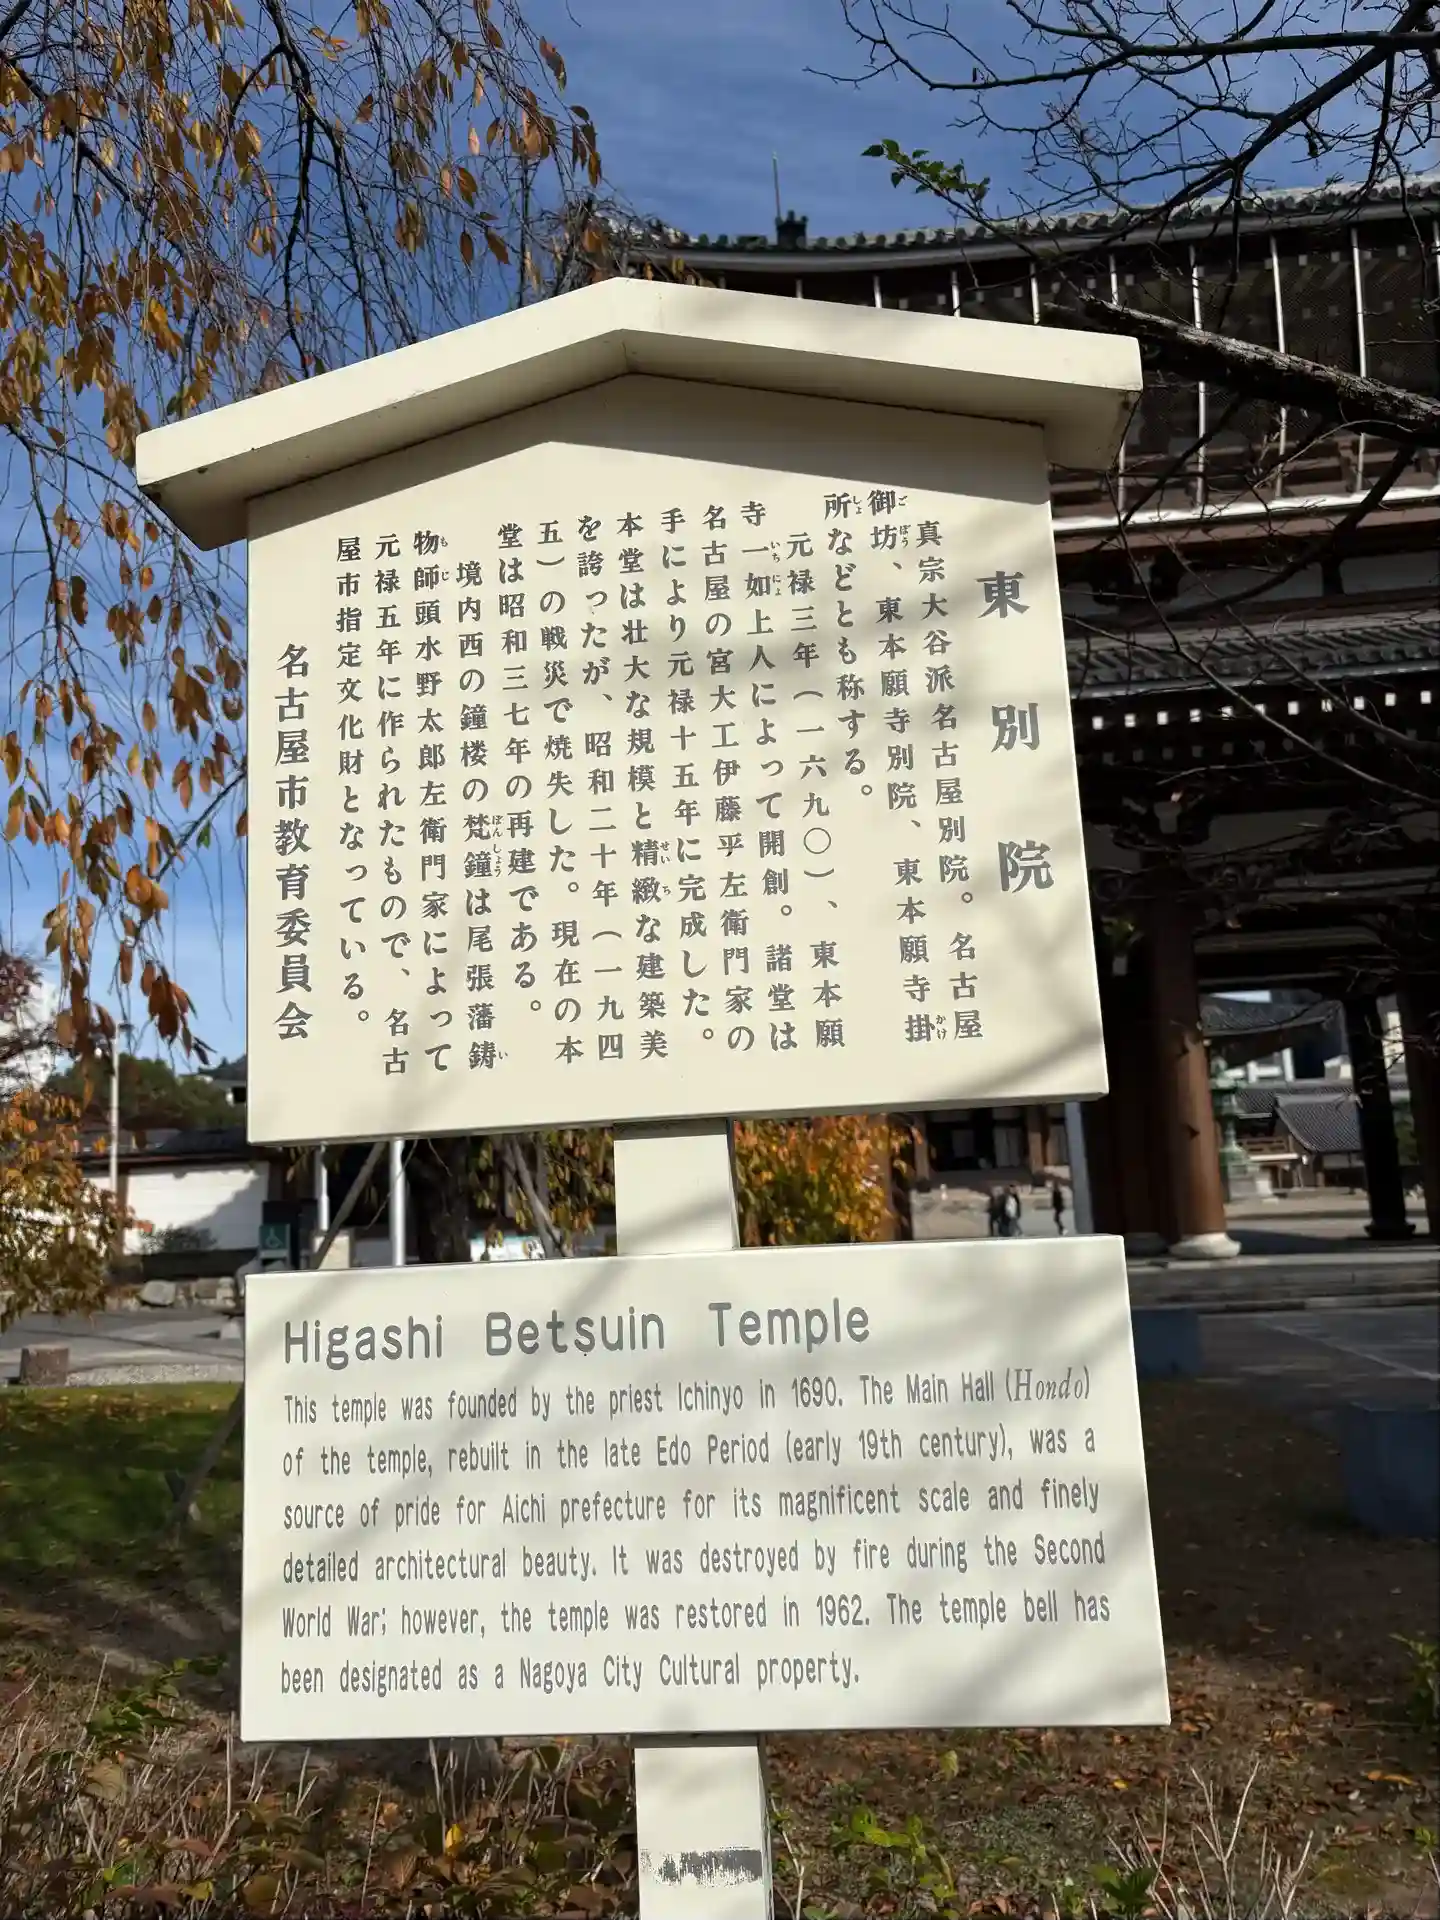 東別院
真宗大谷派名古屋別院。名古屋
御坊、東本願寺別院、東本願寺掛
所などとも称する。
元禄三年（一六九〇）、東本願
寺一如上人によって開創。諸堂は
名古屋の宮大工伊藤平左衛門家の
手により元禄十五年に完成した。
本堂は壮大な規模と精緻な建築美
を誇ったが、昭和二十年（一九四
五）の戦災で焼失した。現在の本
堂は昭和三七年の再建である。
境内西の鐘楼の梵鐘は尾張藩鋳
物師頭水野太郎左衛門家によって
元禄五年に作られたもので、名古
屋市指定文化財となっている。
名古屋市教育委員会
Higashi Betsuin Temple
This temple was founded by the priest Ichinyo in 1690. The Main Hall (Hondo)
of the temple, rebuilt in the late Edo Period (early 19th century), was a
source of pride for Aichi prefecture for its magnificent scale and finely
detailed architectural beauty. It was destroyed by fire during the Second
World War; however, the temple was restored in 1962. The temple bell has
been designated as a Nagoya City Cultural property.